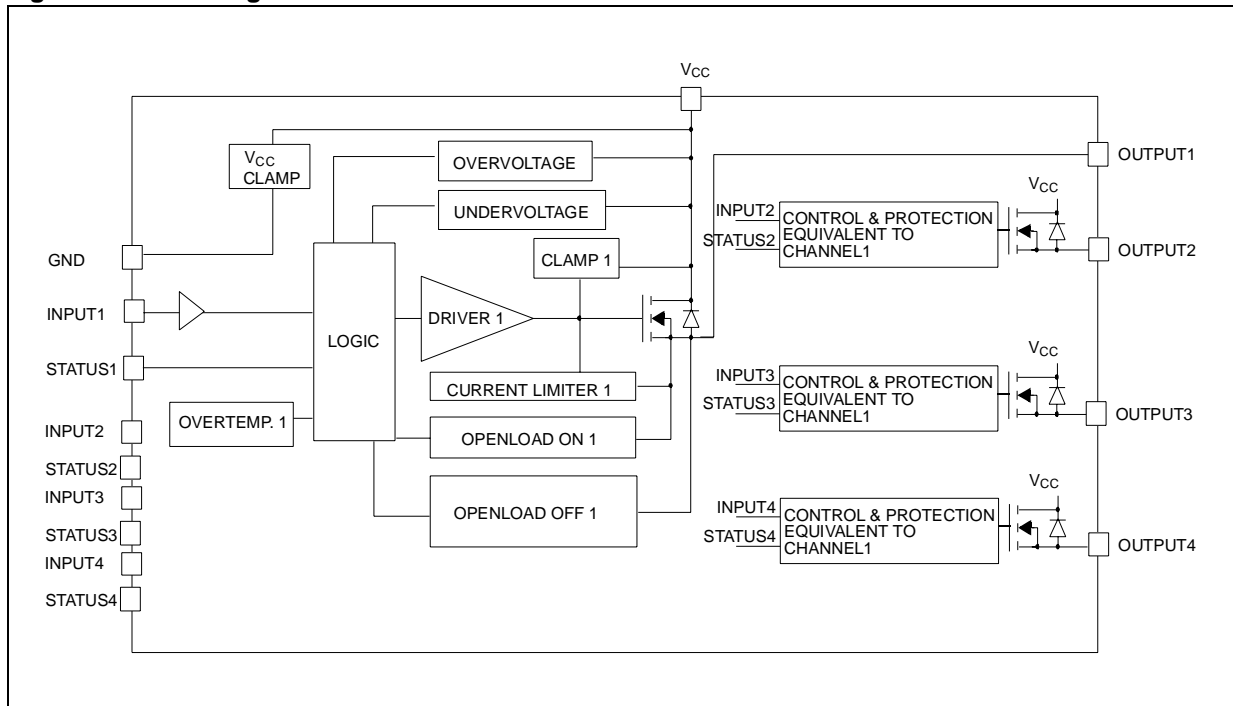 VCC
VCC
CLAMP
OVERVOLTAGE
UNDERVOLTAGE
CLAMP 1
GND
INPUT1
STATUS1
LOGIC
DRIVER 1
CURRENT LIMITER 1
OVERTEMP. 1
OPENLOAD ON 1
OPENLOAD OFF 1
INPUT2
STATUS2
INPUT3
STATUS3
INPUT4
STATUS4
OUTPUT1
VCC
INPUT2
STATUS2
CONTROL & PROTECTION
EQUIVALENT TO
CHANNEL1
OUTPUT2
VCC
INPUT3
STATUS3
CONTROL & PROTECTION
EQUIVALENT TO
CHANNEL1
OUTPUT3
VCC
INPUT4
STATUS4
CONTROL & PROTECTION
EQUIVALENT TO
CHANNEL1
OUTPUT4